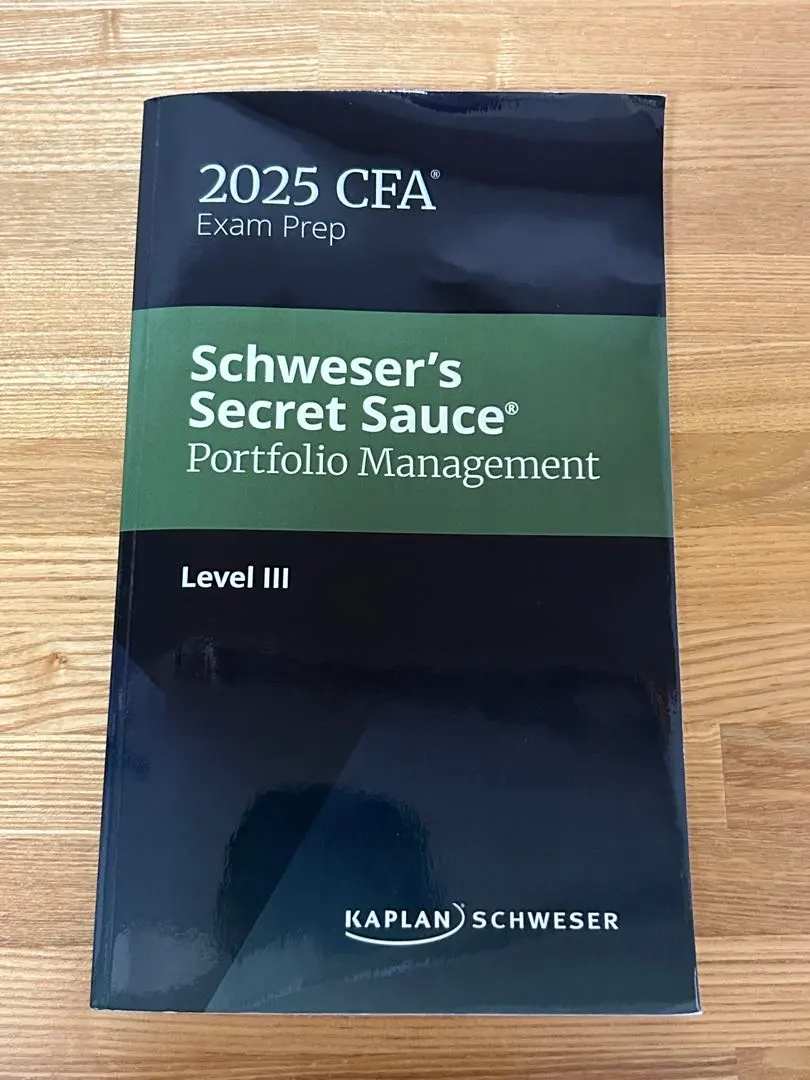 2025 CFA®
Exam Prep
Schweser's
Secret Sauce®
Portfolio Management
Level III
KAPLAN SCHWESER